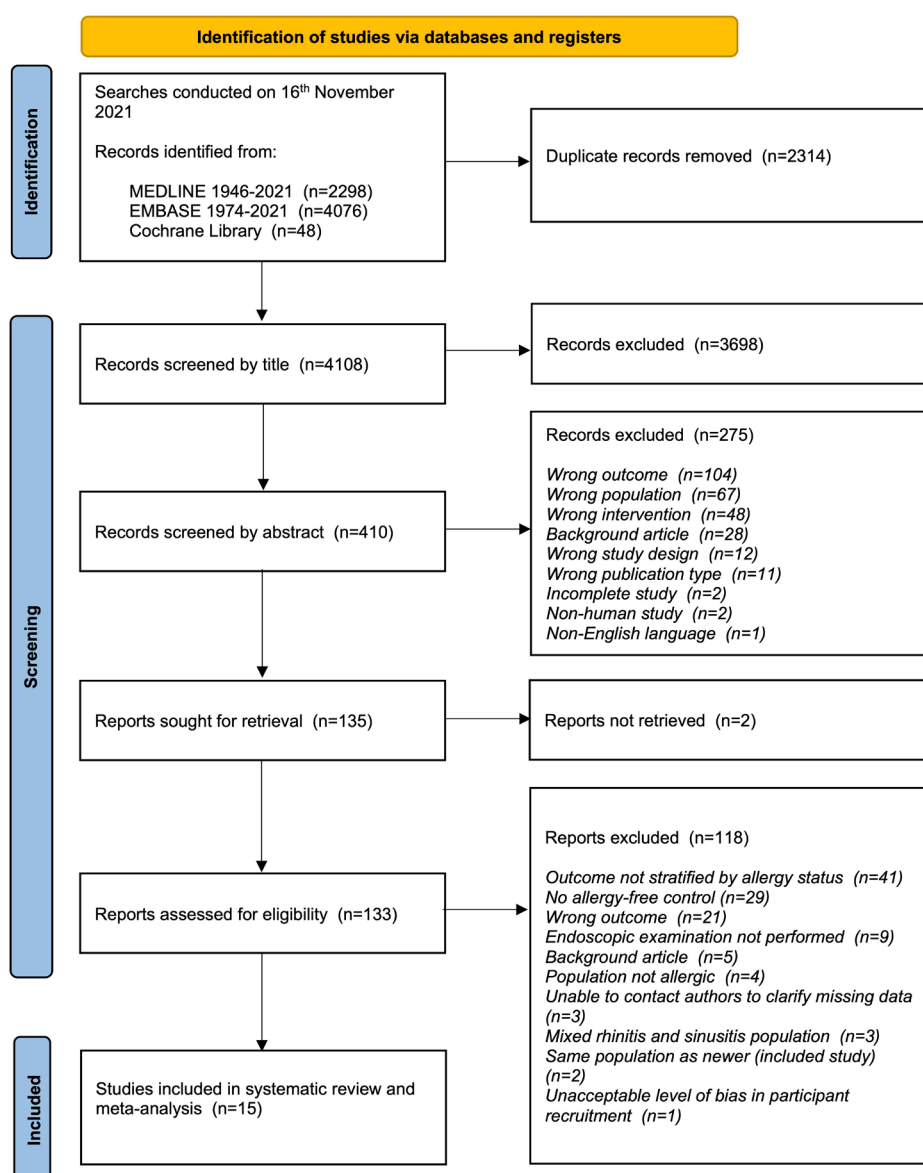 Identification of studies via databases and registers
Identification
Searches conducted on 16th November
2021
Records identified from:
MEDLINE 1946-2021 (n=2298)
EMBASE 1974-2021 (n=4076)
Cochrane Library (n=48)
Duplicate records removed (n=2314)
Screening
Records screened by title (n=4108)
Records excluded (n=3698)
Records screened by abstract (n=410)
Records excluded (n=275)
Wrong outcome (n=104)
Wrong population (n=67)
Wrong intervention (n=48)
Background article (n=28)
Wrong study design (n=12)
Wrong publication type (n=11)
Incomplete study (n=2)
Non-human study (n=2)
Non-English language (n=1)
Reports sought for retrieval (n=135)
Reports not retrieved (n=2)
Reports assessed for eligibility (n=133)
Reports excluded (n=118)
Outcome not stratified by allergy status (n=41)
No allergy-free control (n=29)
Wrong outcome (n=21)
Endoscopic examination not performed (n=9)
Background article (n=5)
Population not allergic (n=4)
Unable to contact authors to clarify missing data
(n=3)
Mixed rhinitis and sinusitis population (n=3)
Same population as newer (included study)
(n=2)
Unacceptable level of bias in participant
recruitment (n=1)
Included
Studies included in systematic review and
meta-analysis (n=15)